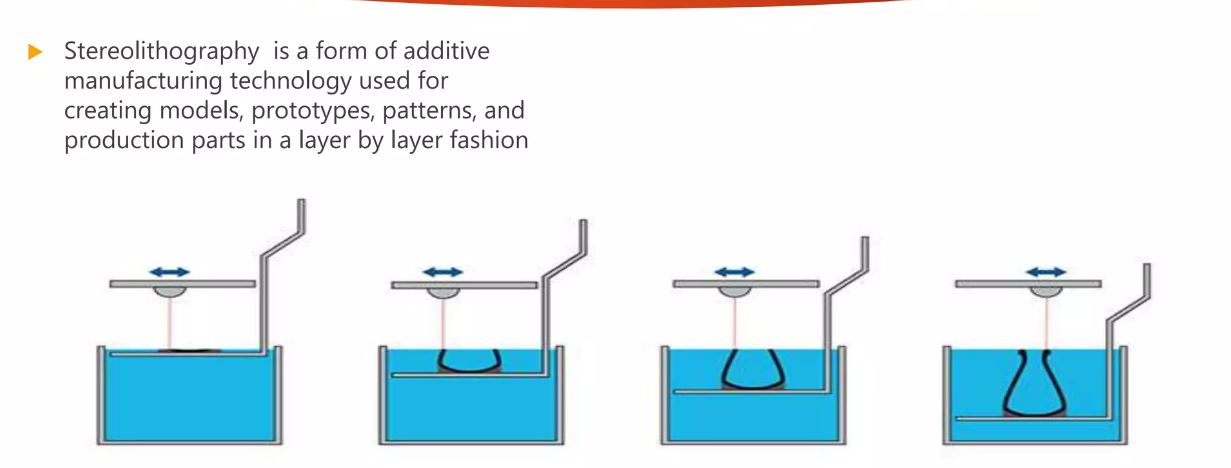 Stereolithography is a form of additive
manufacturing technology used for
creating models, prototypes, patterns, and
production parts in a layer by layer fashion